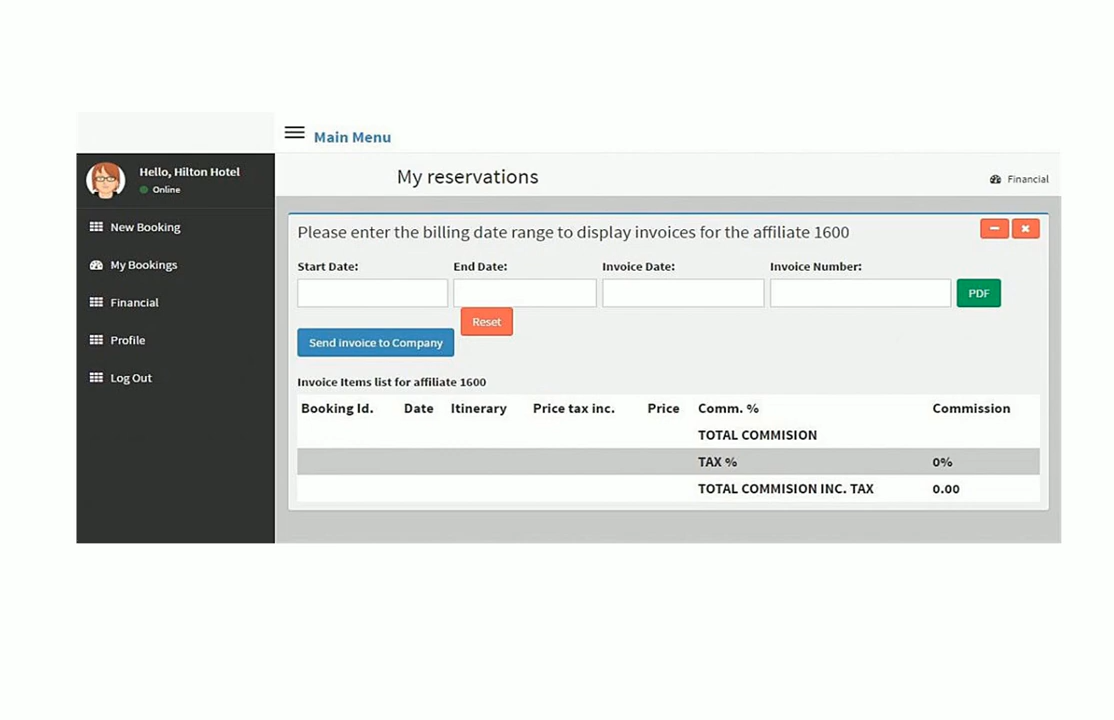 Main Menu
Hello, Hilton Hotel
Online
New Booking
My Bookings
Financial
Profile
Log Out
My reservations
Financial
Please enter the billing date range to display invoices for the affiliate 1600
Start Date: End Date: Invoice Date: Invoice Number:
PDF
Reset
Send invoice to Company
Invoice Items list for affiliate 1600
Booking Id. Date Itinerary Price tax inc. Price Comm. % Commission
TOTAL COMMISION
TAX % 0%
TOTAL COMMISION INC. TAX 0.00